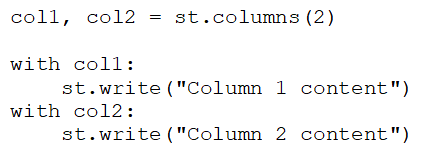 col1, col2 = st.columns(2)

with col1:
    st.write("Column 1 content")
with col2:
    st.write("Column 2 content")